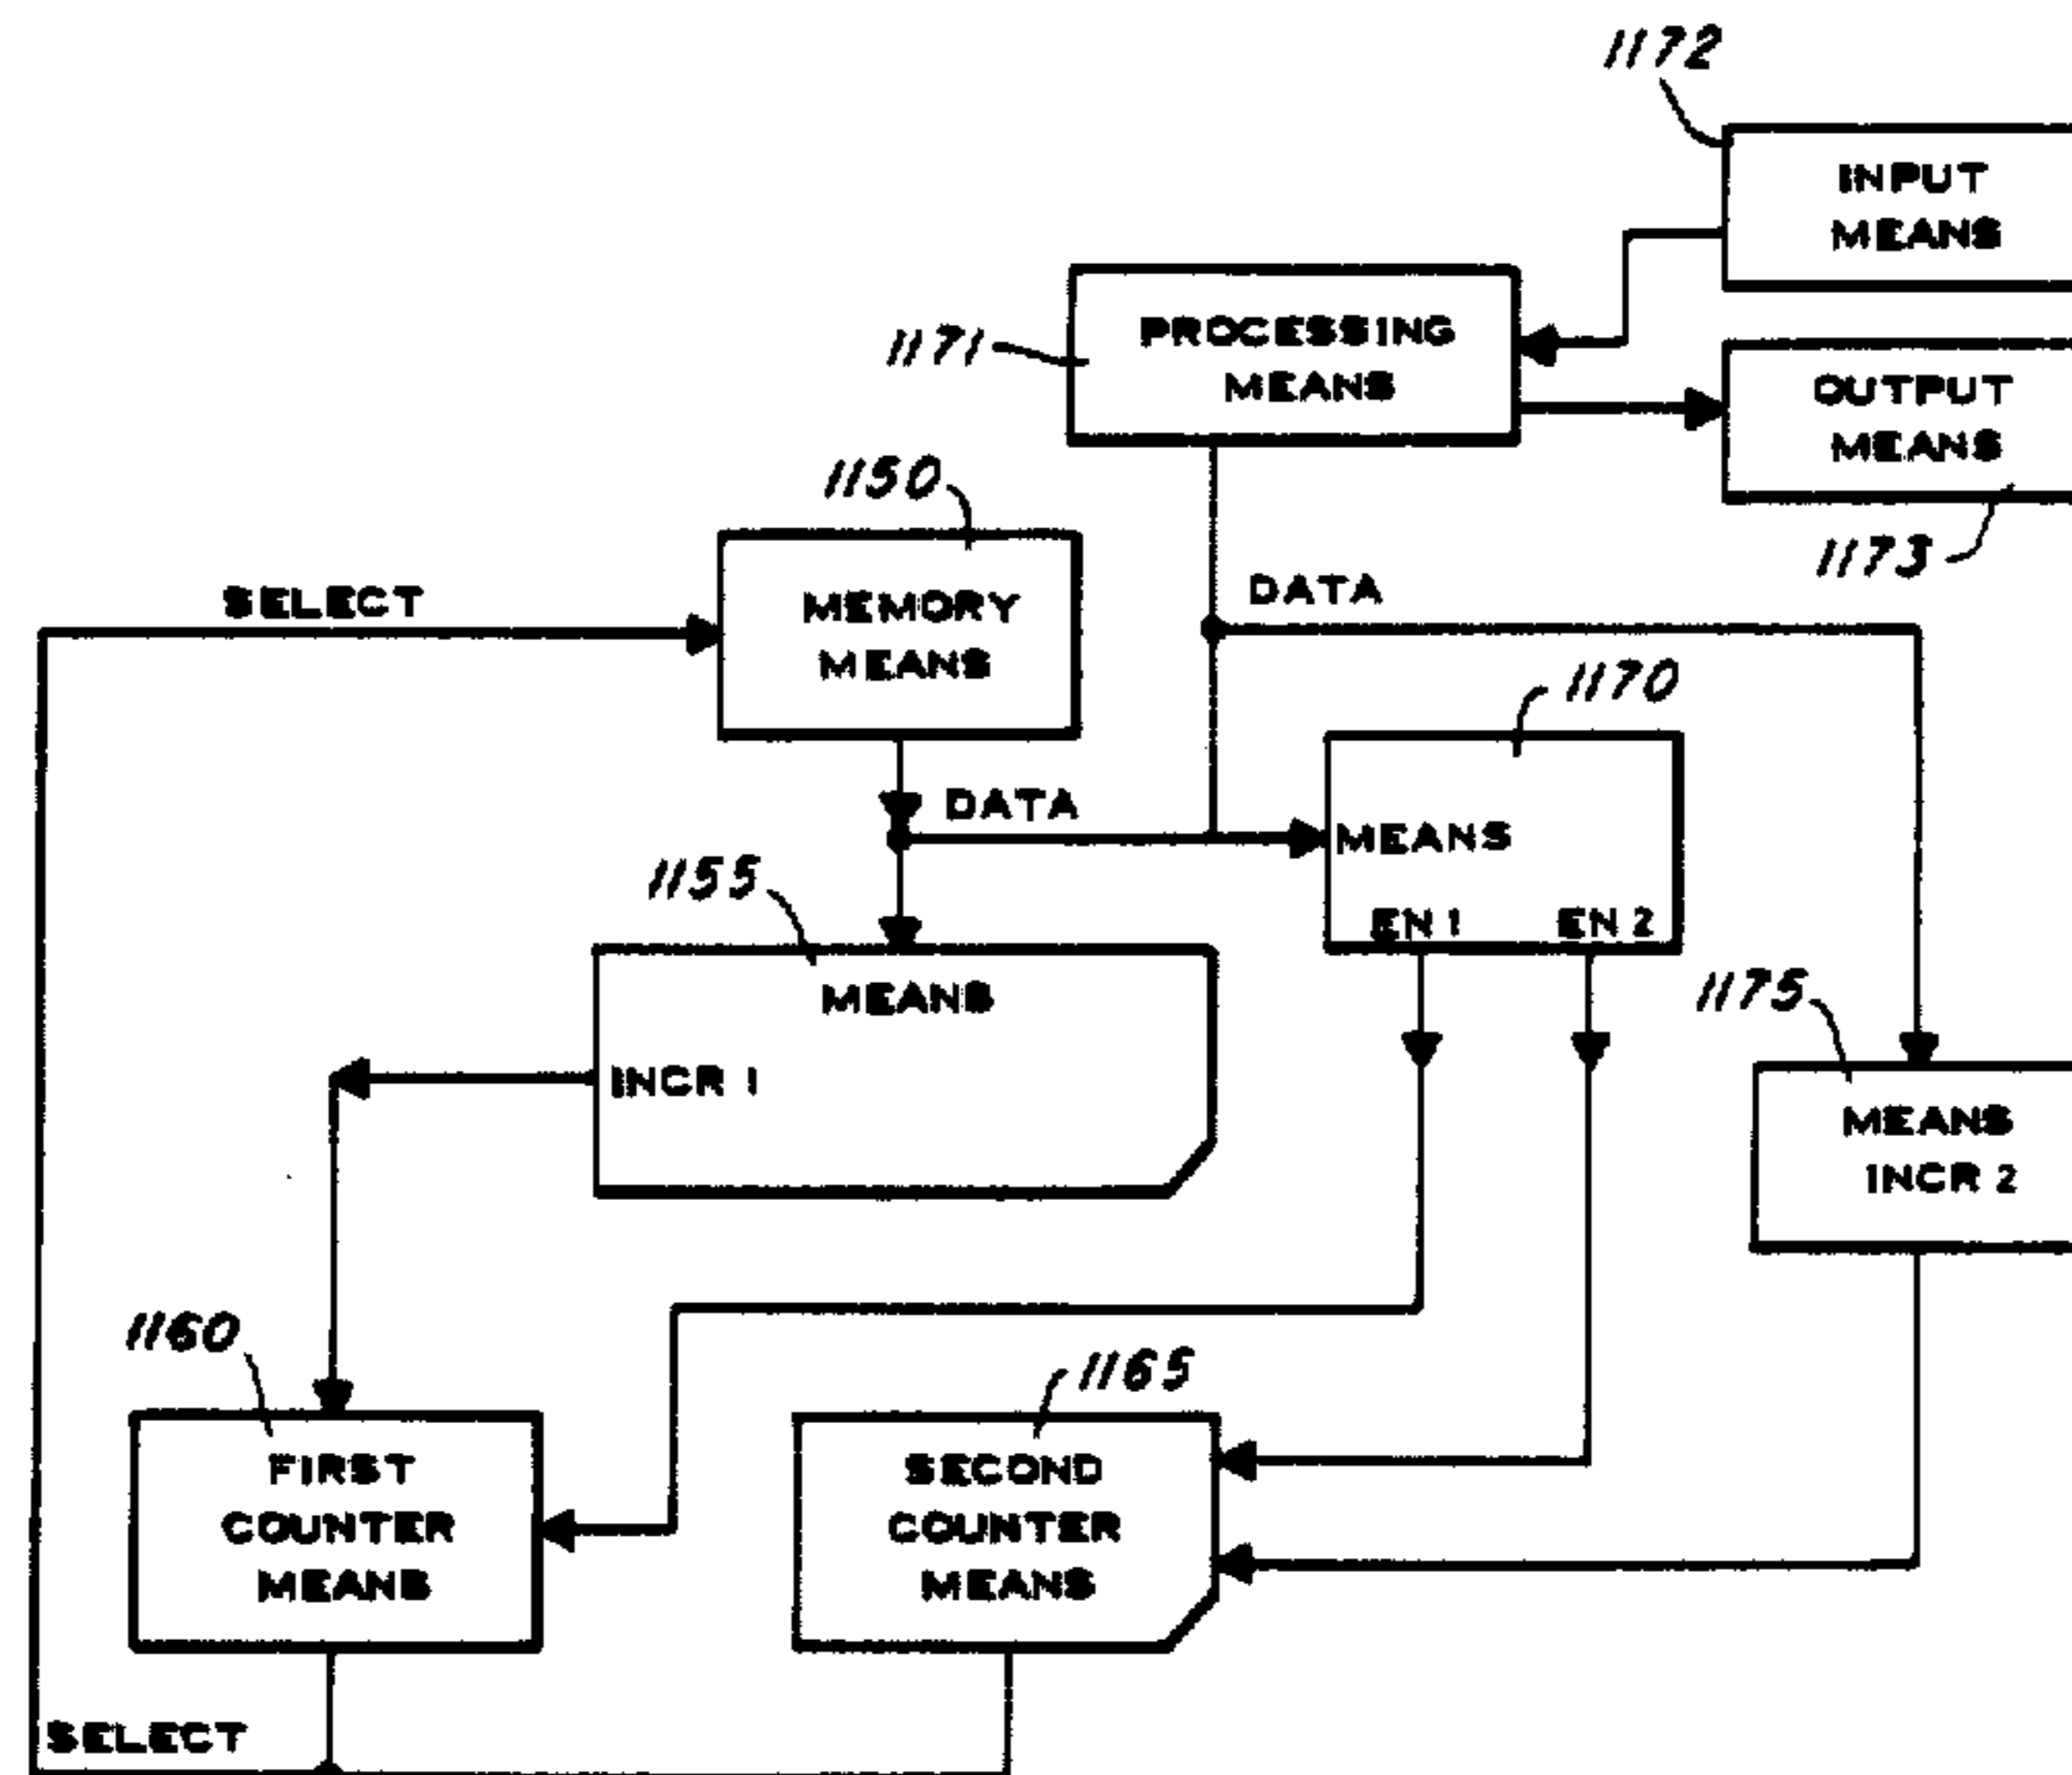 1172
INPUT
MEANS
PROCESSING
MEANS
1171
OUTPUT
MEANS
1173
1150
MEMORY
MEANS
SELECT
DATA
1170
DATA
MEANS
EN 1
EN 2
1155
MEANS
INCR 1
1175
MEANS
INCR 2
1160
FIRST
COUNTER
MEANS
1165
SECOND
COUNTER
MEANS
SELECT